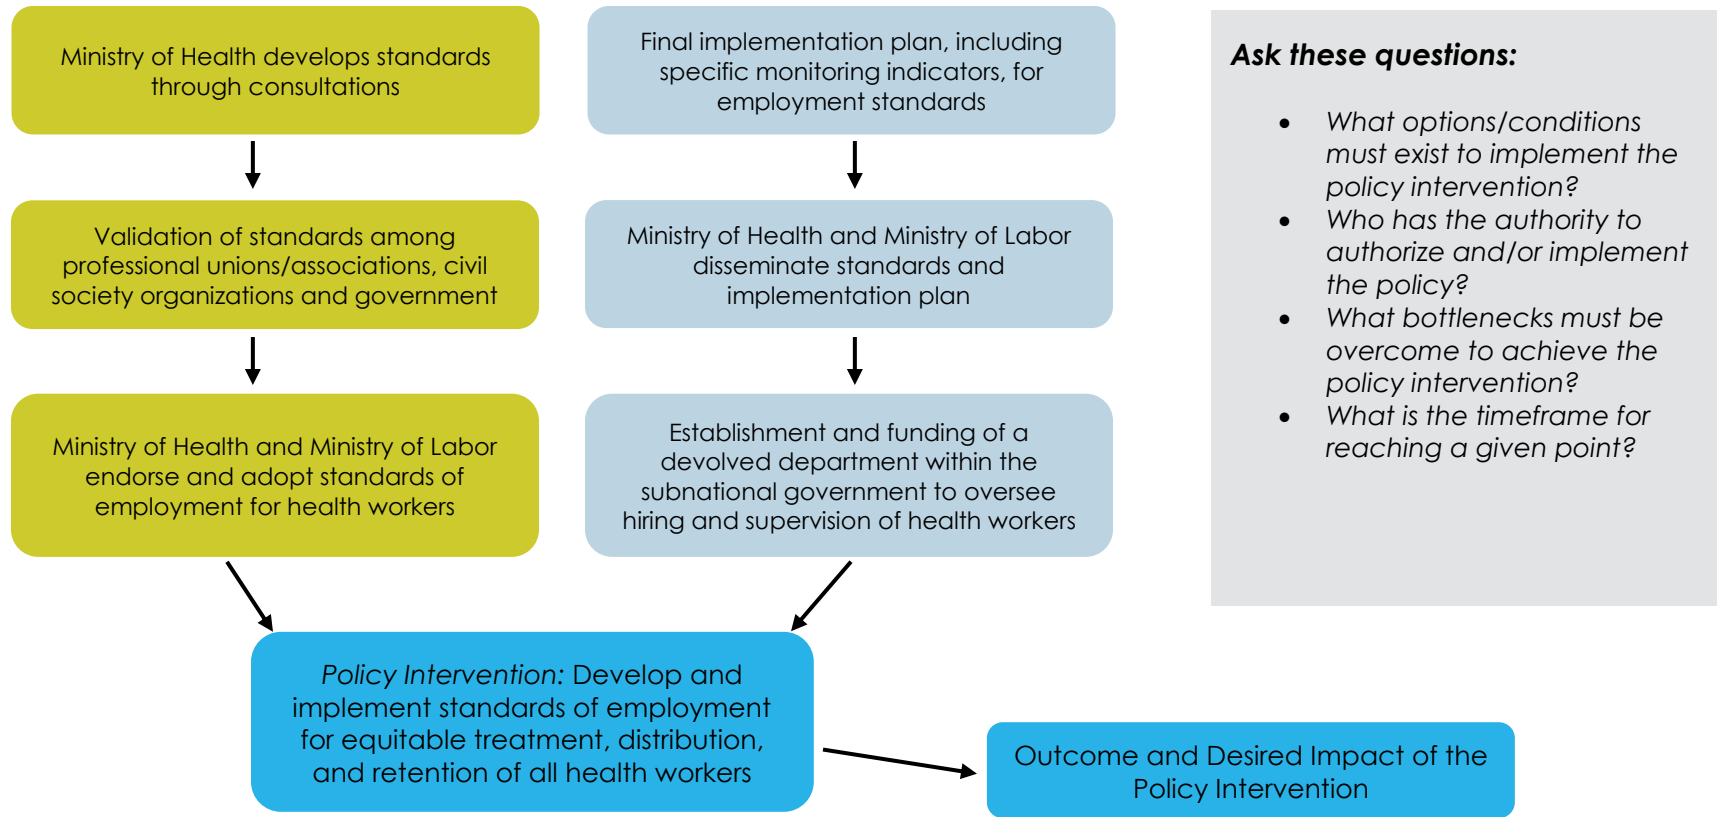 Ministry of Health develops standards
through consultations
Validation of standards among
professional unions/associations, civil
society organizations and government
Ministry of Health and Ministry of Labor
endorse and adopt standards of
employment for health workers
Final implementation plan, including
specific monitoring indicators, for
employment standards
Ministry of Health and Ministry of Labor
disseminate standards and
implementation plan
Establishment and funding of a
devolved department within the
subnational government to oversee
hiring and supervision of health workers
Policy Intervention: Develop and
implement standards of employment
for equitable treatment, distribution,
and retention of all health workers
Outcome and Desired Impact of the
Policy Intervention
Ask these questions:
• What options/conditions
must exist to implement the
policy intervention?
• Who has the authority to
authorize and/or implement
the policy?
• What bottlenecks must be
overcome to achieve the
policy intervention?
• What is the timeframe for
reaching a given point?